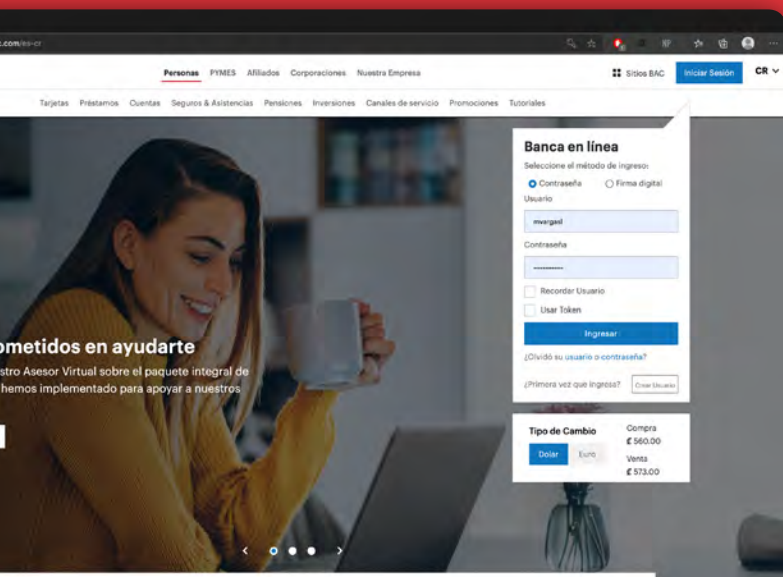 .com/es-cr
Personas PYMES Afiliados Corporaciones Nuestra Empresa
Sitios BAC
Iniciar Sesión
CR
Tarjetas Préstamos Cuentas Seguros & Asistencias Pensiones Inversiones Canales de servicio Promociones Tutoriales
Banca en línea
Seleccione el método de ingreso:
Contraseña Firma digital
Usuario
mvargasl
Contraseña
Recordar Usuario
Usar Token
Ingresar
¿Olvidó su usuario o contraseña?
¿Primera vez que ingresa? Crear Usuario
ometidos en ayudarte
stro Asesor Virtual sobre el paquete integral de
hemos implementado para apoyar a nuestros
Tipo de Cambio
Dolar Euro
Compra
₡ 560.00
Venta
₡ 573.00